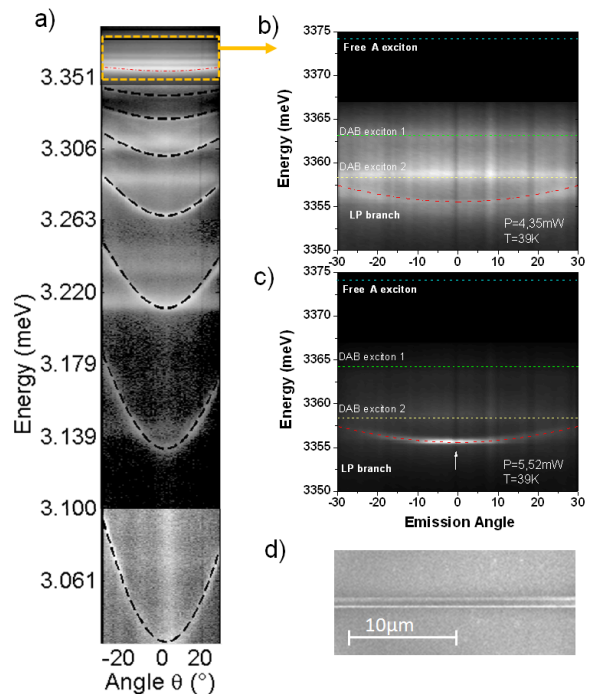 a)
3.351
3.306
3.263
3.220
3.179
3.139
3.100
3.061
Energy (meV)
-20 0 20
Angle θ (°)
b)
3375
3370
3365
3360
3355
3350
Energy (meV)
Free A exciton
DAB exciton 1
DAB exciton 2
LP branch
P=4,35mW
T=39K
-30 -20 -10 0 10 20 30
c)
3375
3370
3365
3360
3355
3350
Energy (meV)
Free A exciton
DAB exciton 1
DAB exciton 2
LP branch
P=5,52mW
T=39K
-30 -20 -10 0 10 20 30
Emission Angle
d)
10μm